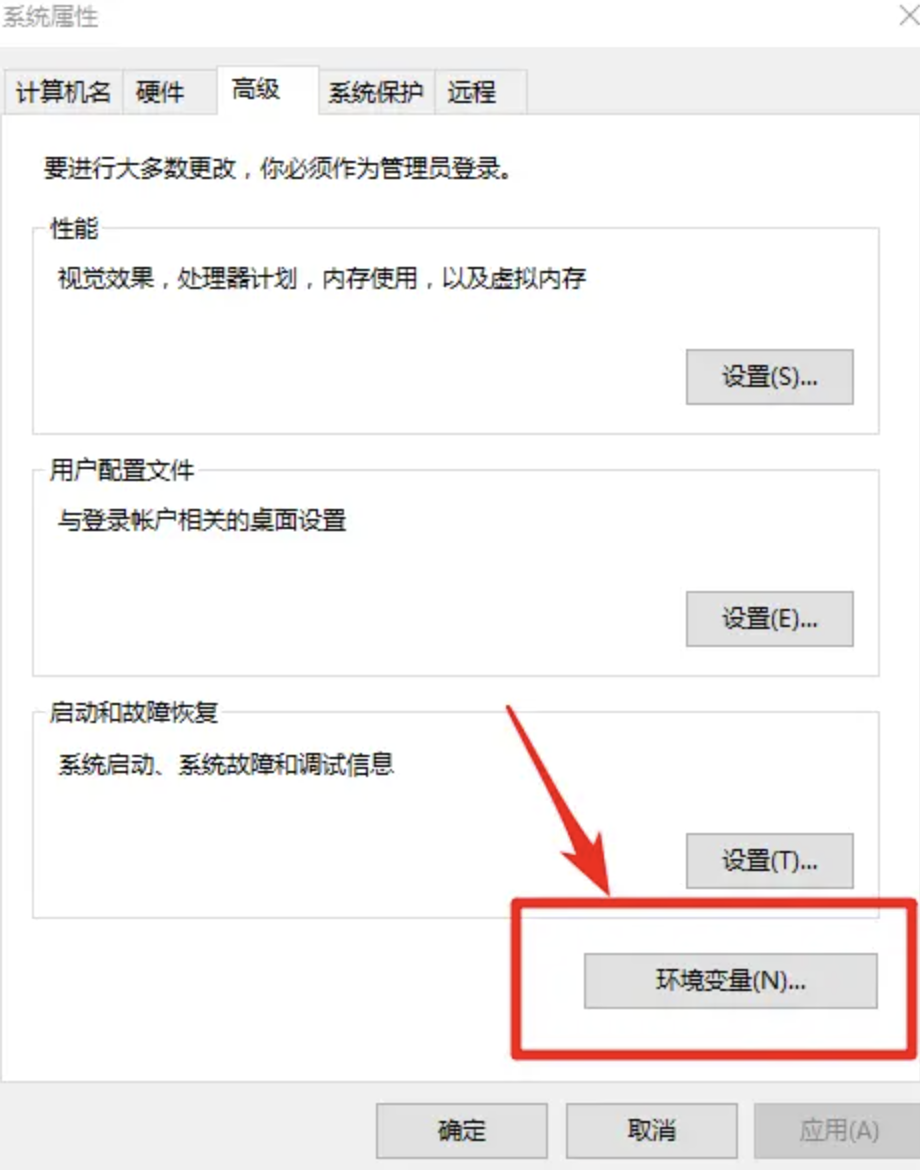 系统属性
计算机名 硬件 高级 系统保护 远程
要进行大多数更改，你必须作为管理员登录。
性能
视觉效果，处理器计划，内存使用，以及虚拟内存
设置(S)...
用户配置文件
与登录帐户相关的桌面设置
设置(E)...
启动和故障恢复
系统启动、系统故障和调试信息
设置(T)...
环境变量(N)...
确定 取消 应用(A)